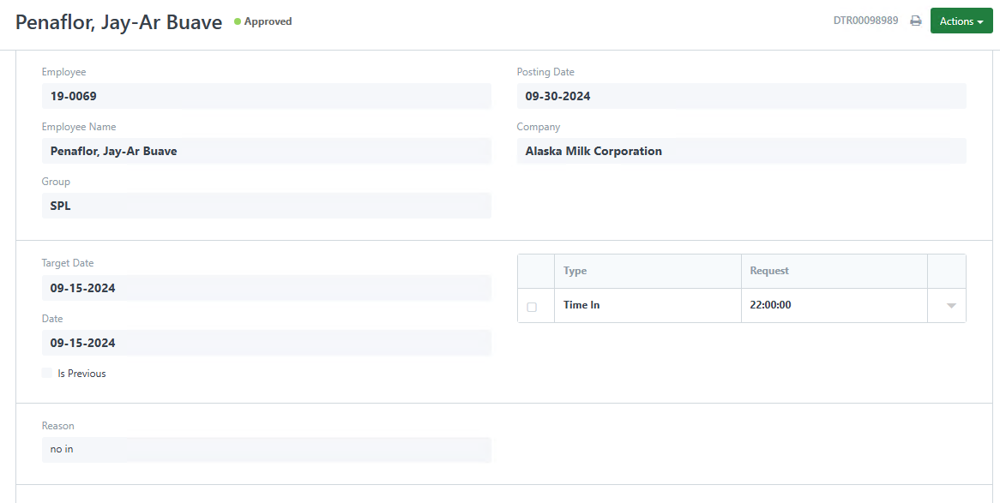 Penaflor, Jay-Ar Buave Approved DTR00098989 Actions
Employee
19-0069
Posting Date
09-30-2024
Employee Name
Penaflor, Jay-Ar Buave
Company
Alaska Milk Corporation
Group
SPL
Target Date
09-15-2024
Date
09-15-2024
Is Previous
Type Request
Time In 22:00:00
Reason
no in